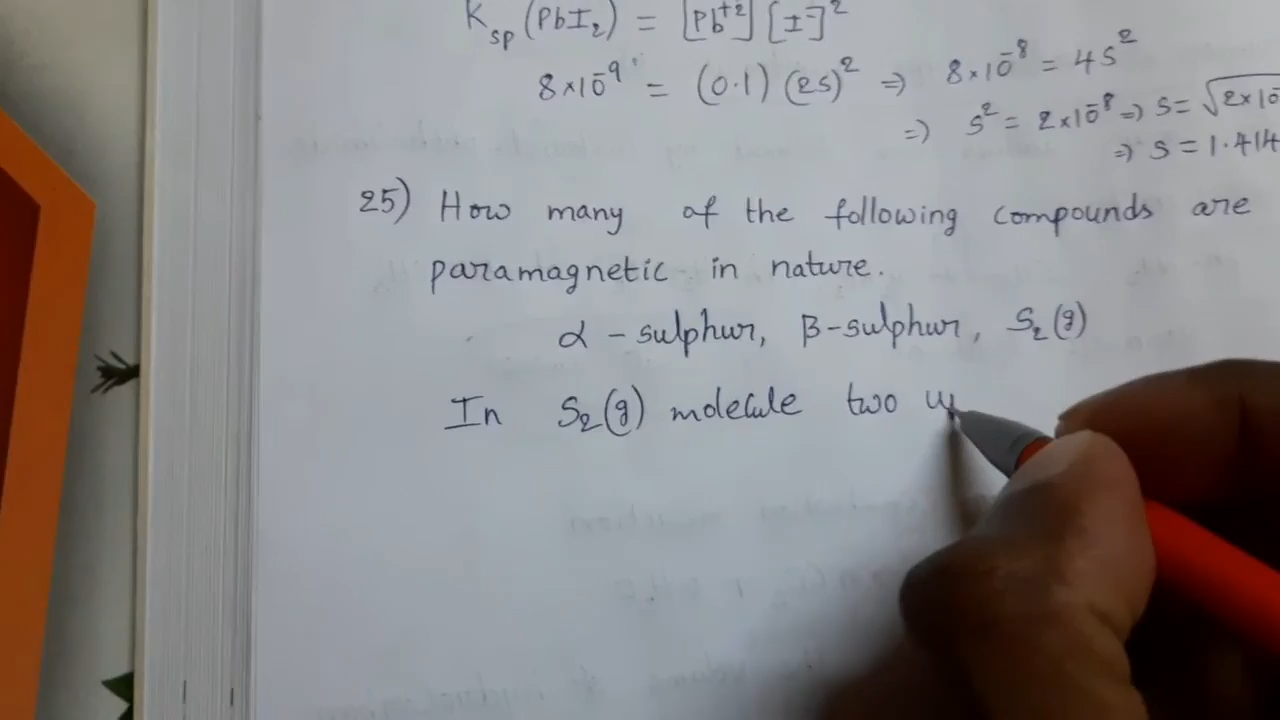 Ksp (PbI2) = [Pb+2] [I-]2
8×10-9 = (0.1) (2s)2 ⇒ 8×10-8 = 4s2
⇒ s2 = 2×10-8 ⇒ s = √2×10-
⇒ s = 1.414
25) How many of the following compounds are
paramagnetic in nature.
α - sulphur, β-sulphur, S2(g)
In S2(g) molecule two u